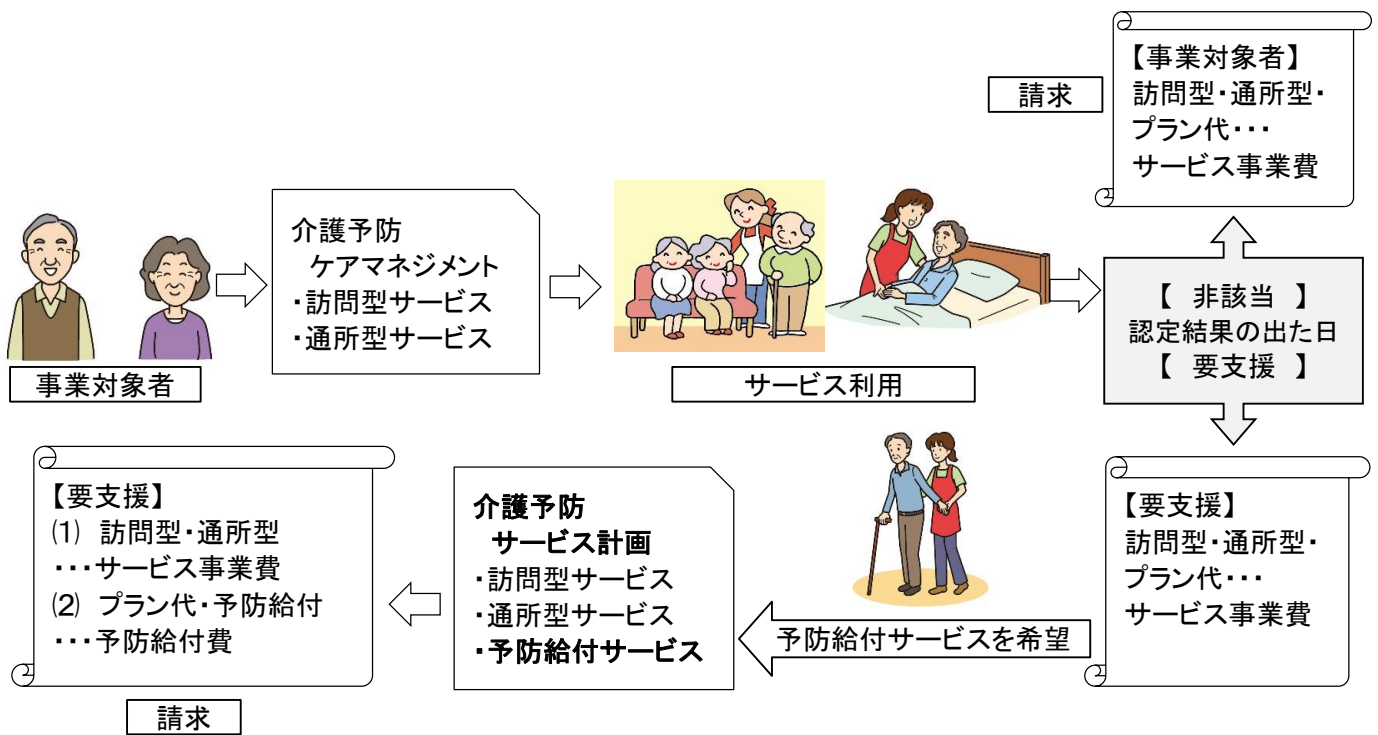 事業対象者
介護予防
ケアマネジメント
・訪問型サービス
・通所型サービス
サービス利用
請求
【事業対象者】
訪問型・通所型・
プラン代・・・
サービス事業費
【 非該当 】
認定結果の出た日
【 要支援 】
【要支援】
訪問型・通所型・
プラン代・・・
サービス事業費
予防給付サービスを希望
介護予防
サービス計画
・訪問型サービス
・通所型サービス
・予防給付サービス
【要支援】
⑴ 訪問型・通所型
・・・サービス事業費
⑵ プラン代・予防給付
・・・予防給付費
請求